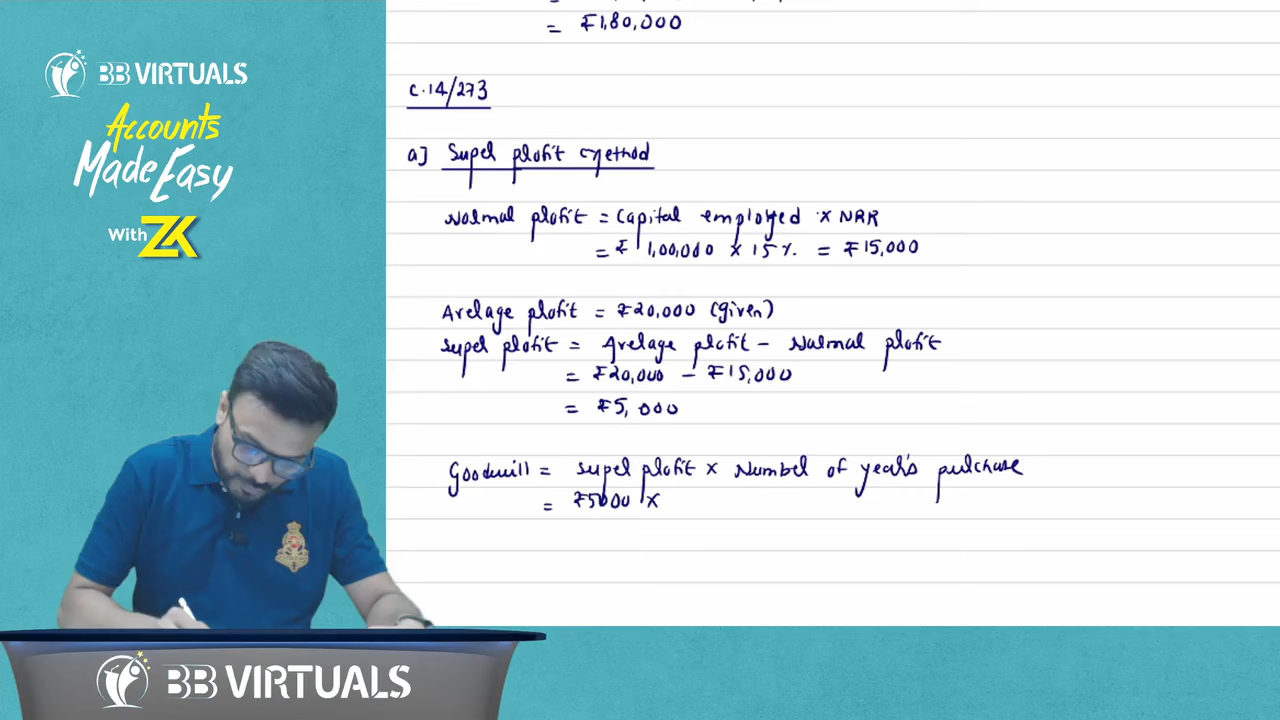 = ₹1,80,000
BB VIRTUALS
Accounts
Made Easy
With ZK
C.14/273
a] Super profit method
Normal profit = Capital employed × NRR
= ₹ 1,00,000 × 15 %. = ₹15,000
Average profit = ₹20,000 (given)
Super profit = Average profit - Normal profit
= ₹20,000 - ₹15,000
= ₹5,000
Goodwill = Super profit × Number of year's purchase
= ₹5000 ×
BB VIRTUALS